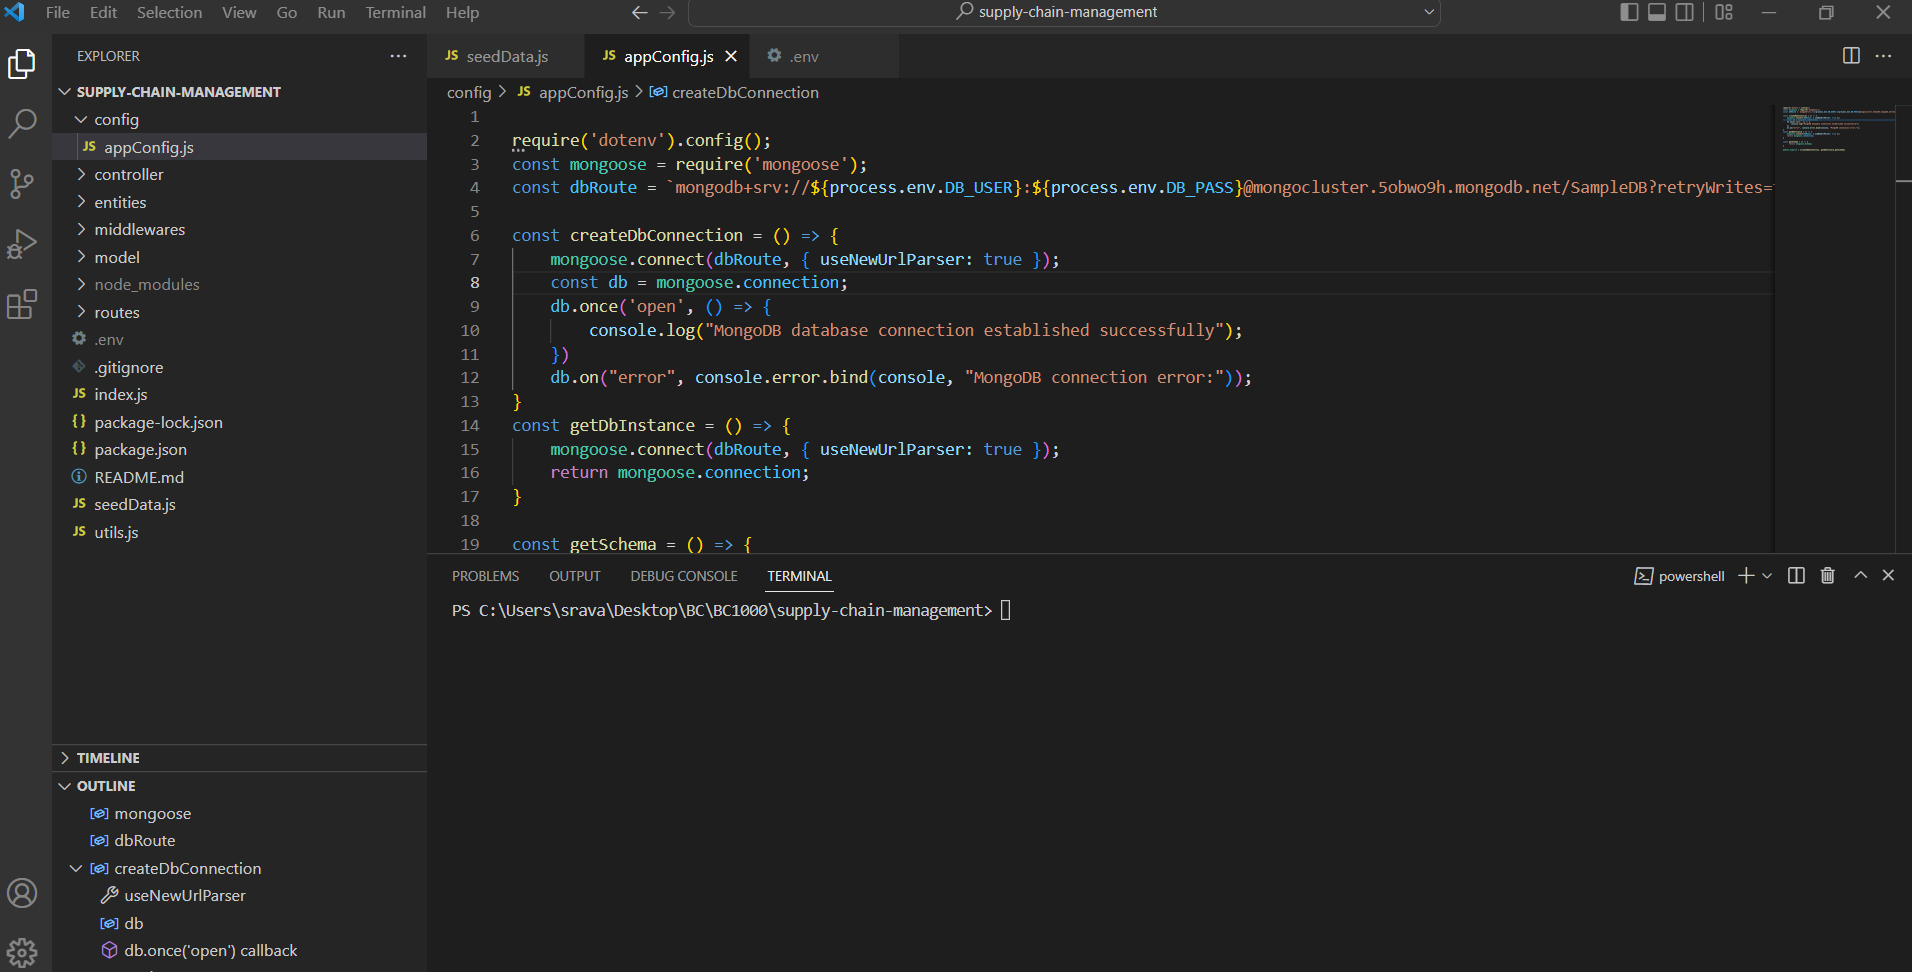 File Edit Selection View Go Run Terminal Help
supply-chain-management
EXPLORER
SUPPLY-CHAIN-MANAGEMENT
config
JS appConfig.js
controller
entities
middlewares
model
node_modules
routes
.env
.gitignore
JS index.js
{} package-lock.json
{} package.json
README.md
JS seedData.js
JS utils.js
TIMELINE
OUTLINE
mongoose
dbRoute
createDbConnection
useNewUrlParser
db
db.once('open') callback
JS seedData.js JS appConfig.js .env
config > JS appConfig.js > createDbConnection
1
2 require('dotenv').config();
3 const mongoose = require('mongoose');
4 const dbRoute = `mongodb+srv://${process.env.DB_USER}:${process.env.DB_PASS}@mongocluster.5obwo9h.mongodb.net/SampleDB?retryWrites=
5
6 const createDbConnection = () => {
7 mongoose.connect(dbRoute, { useNewUrlParser: true });
8 const db = mongoose.connection;
9 db.once('open', () => {
10 console.log("MongoDB database connection established successfully");
11 })
12 db.on("error", console.error.bind(console, "MongoDB connection error:"));
13 }
14 const getDbInstance = () => {
15 mongoose.connect(dbRoute, { useNewUrlParser: true });
16 return mongoose.connection;
17 }
18
19 const getSchema = () => {
PROBLEMS OUTPUT DEBUG CONSOLE TERMINAL
powershell
PS C:\Users\srava\Desktop\BC\BC1000\supply-chain-management>